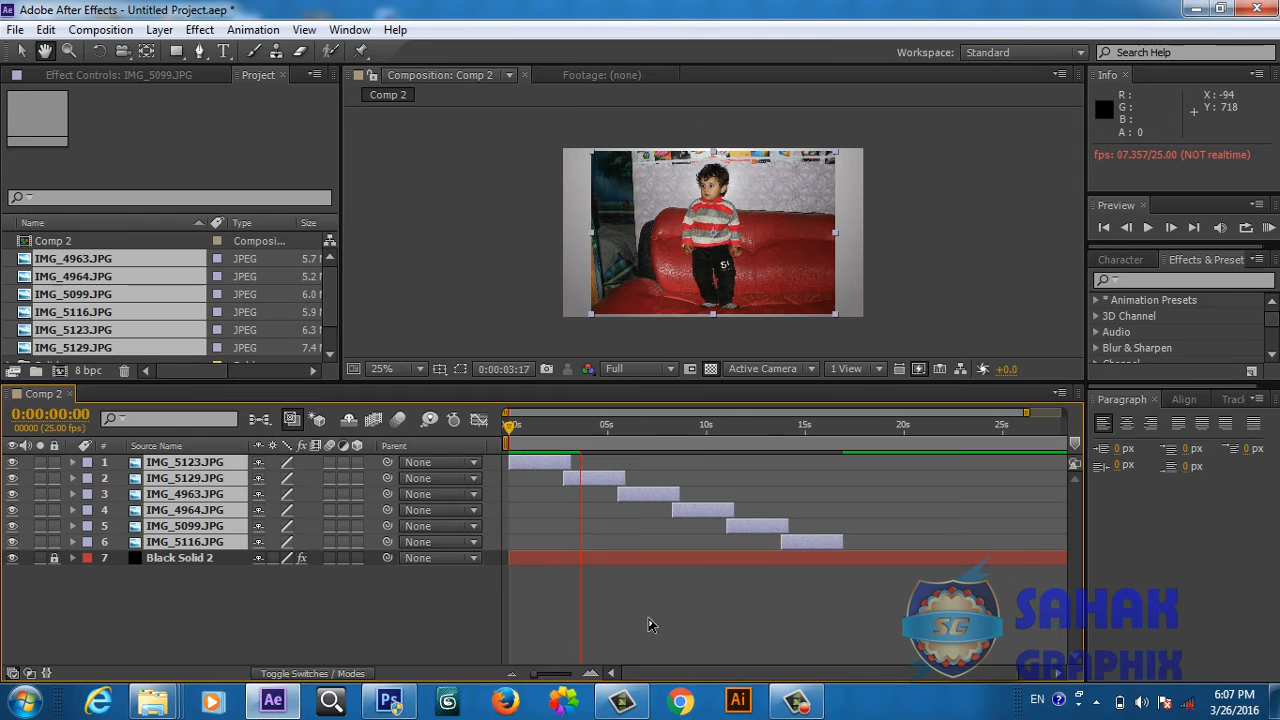 Adobe After Effects - Untitled Project.aep *
File Edit Composition Layer Effect Animation View Window Help
Workspace: Standard Search Help
Effect Controls: IMG_5099.JPG Project
Composition: Comp 2 Footage: (none)
Comp 2
Info
R : X : -94
G : Y : 718
B :
A : 0
fps: 07.357/25.00 (NOT realtime)
Preview
Name Type Size
Comp 2 Composi...
IMG_4963.JPG JPEG 5.7
IMG_4964.JPG JPEG 5.2
IMG_5099.JPG JPEG 6.0
IMG_5116.JPG JPEG 5.9
IMG_5123.JPG JPEG 6.3
IMG_5129.JPG JPEG 7.4
8 bpc
25% 0:00:03:17 Full Active Camera 1 View +0.0
Character Effects & Preset
* Animation Presets
3D Channel
Audio
Blur & Sharpen
Comp 2
0:00:00:00
00000 (25.00 fps)
05s 10s 15s 20s 25s
# Source Name Parent
1 IMG_5123.JPG None
2 IMG_5129.JPG None
3 IMG_4963.JPG None
4 IMG_4964.JPG None
5 IMG_5099.JPG None
6 IMG_5116.JPG None
7 Black Solid 2 None
Toggle Switches / Modes
Paragraph Align Track
0 px 0 px 0 px
0 px 0 px
SG
SAHAK
GRAPHIX
Ae Ps Ai
EN 6:07 PM
3/26/2016